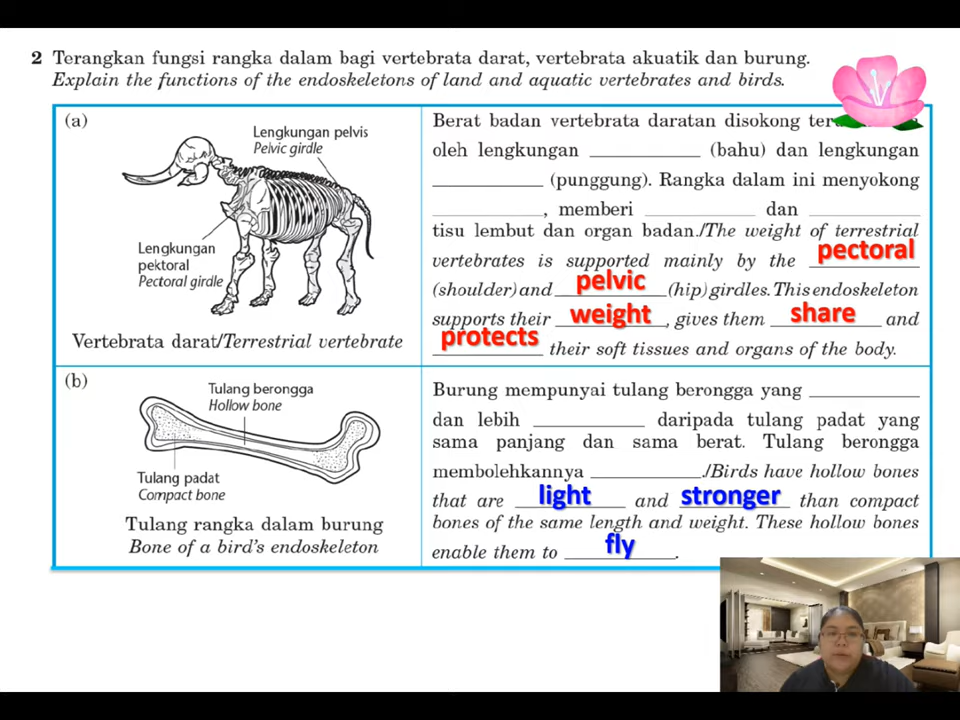 2 Terangkan fungsi rangka dalam bagi vertebrata darat, vertebrata akuatik dan burung.
Explain the functions of the endoskeletons of land and aquatic vertebrates and birds.
(a)
Lengkungan pelvis
Pelvic girdle
Lengkungan
pektoral
Pectoral girdle
Vertebrata darat/Terrestrial vertebrate
Berat badan vertebrata daratan disokong
oleh lengkungan ____________ (bahu) dan lengkungan
____________ (punggung). Rangka dalam ini menyokong
____________, memberi ____________ dan ____________
tisu lembut dan organ badan./The weight of terrestrial
vertebrates is supported mainly by the pectoral
(shoulder) and pelvic (hip) girdles. This endoskeleton
supports their weight, gives them share and
protects their soft tissues and organs of the body.
(b)
Tulang berongga
Hollow bone
Tulang padat
Compact bone
Tulang rangka dalam burung
Bone of a bird's endoskeleton
Burung mempunyai tulang berongga yang ____________
dan lebih ____________ daripada tulang padat yang
sama panjang dan sama berat. Tulang berongga
membolehkannya ____________./Birds have hollow bones
that are light and stronger than compact
bones of the same length and weight. These hollow bones
enable them to fly.